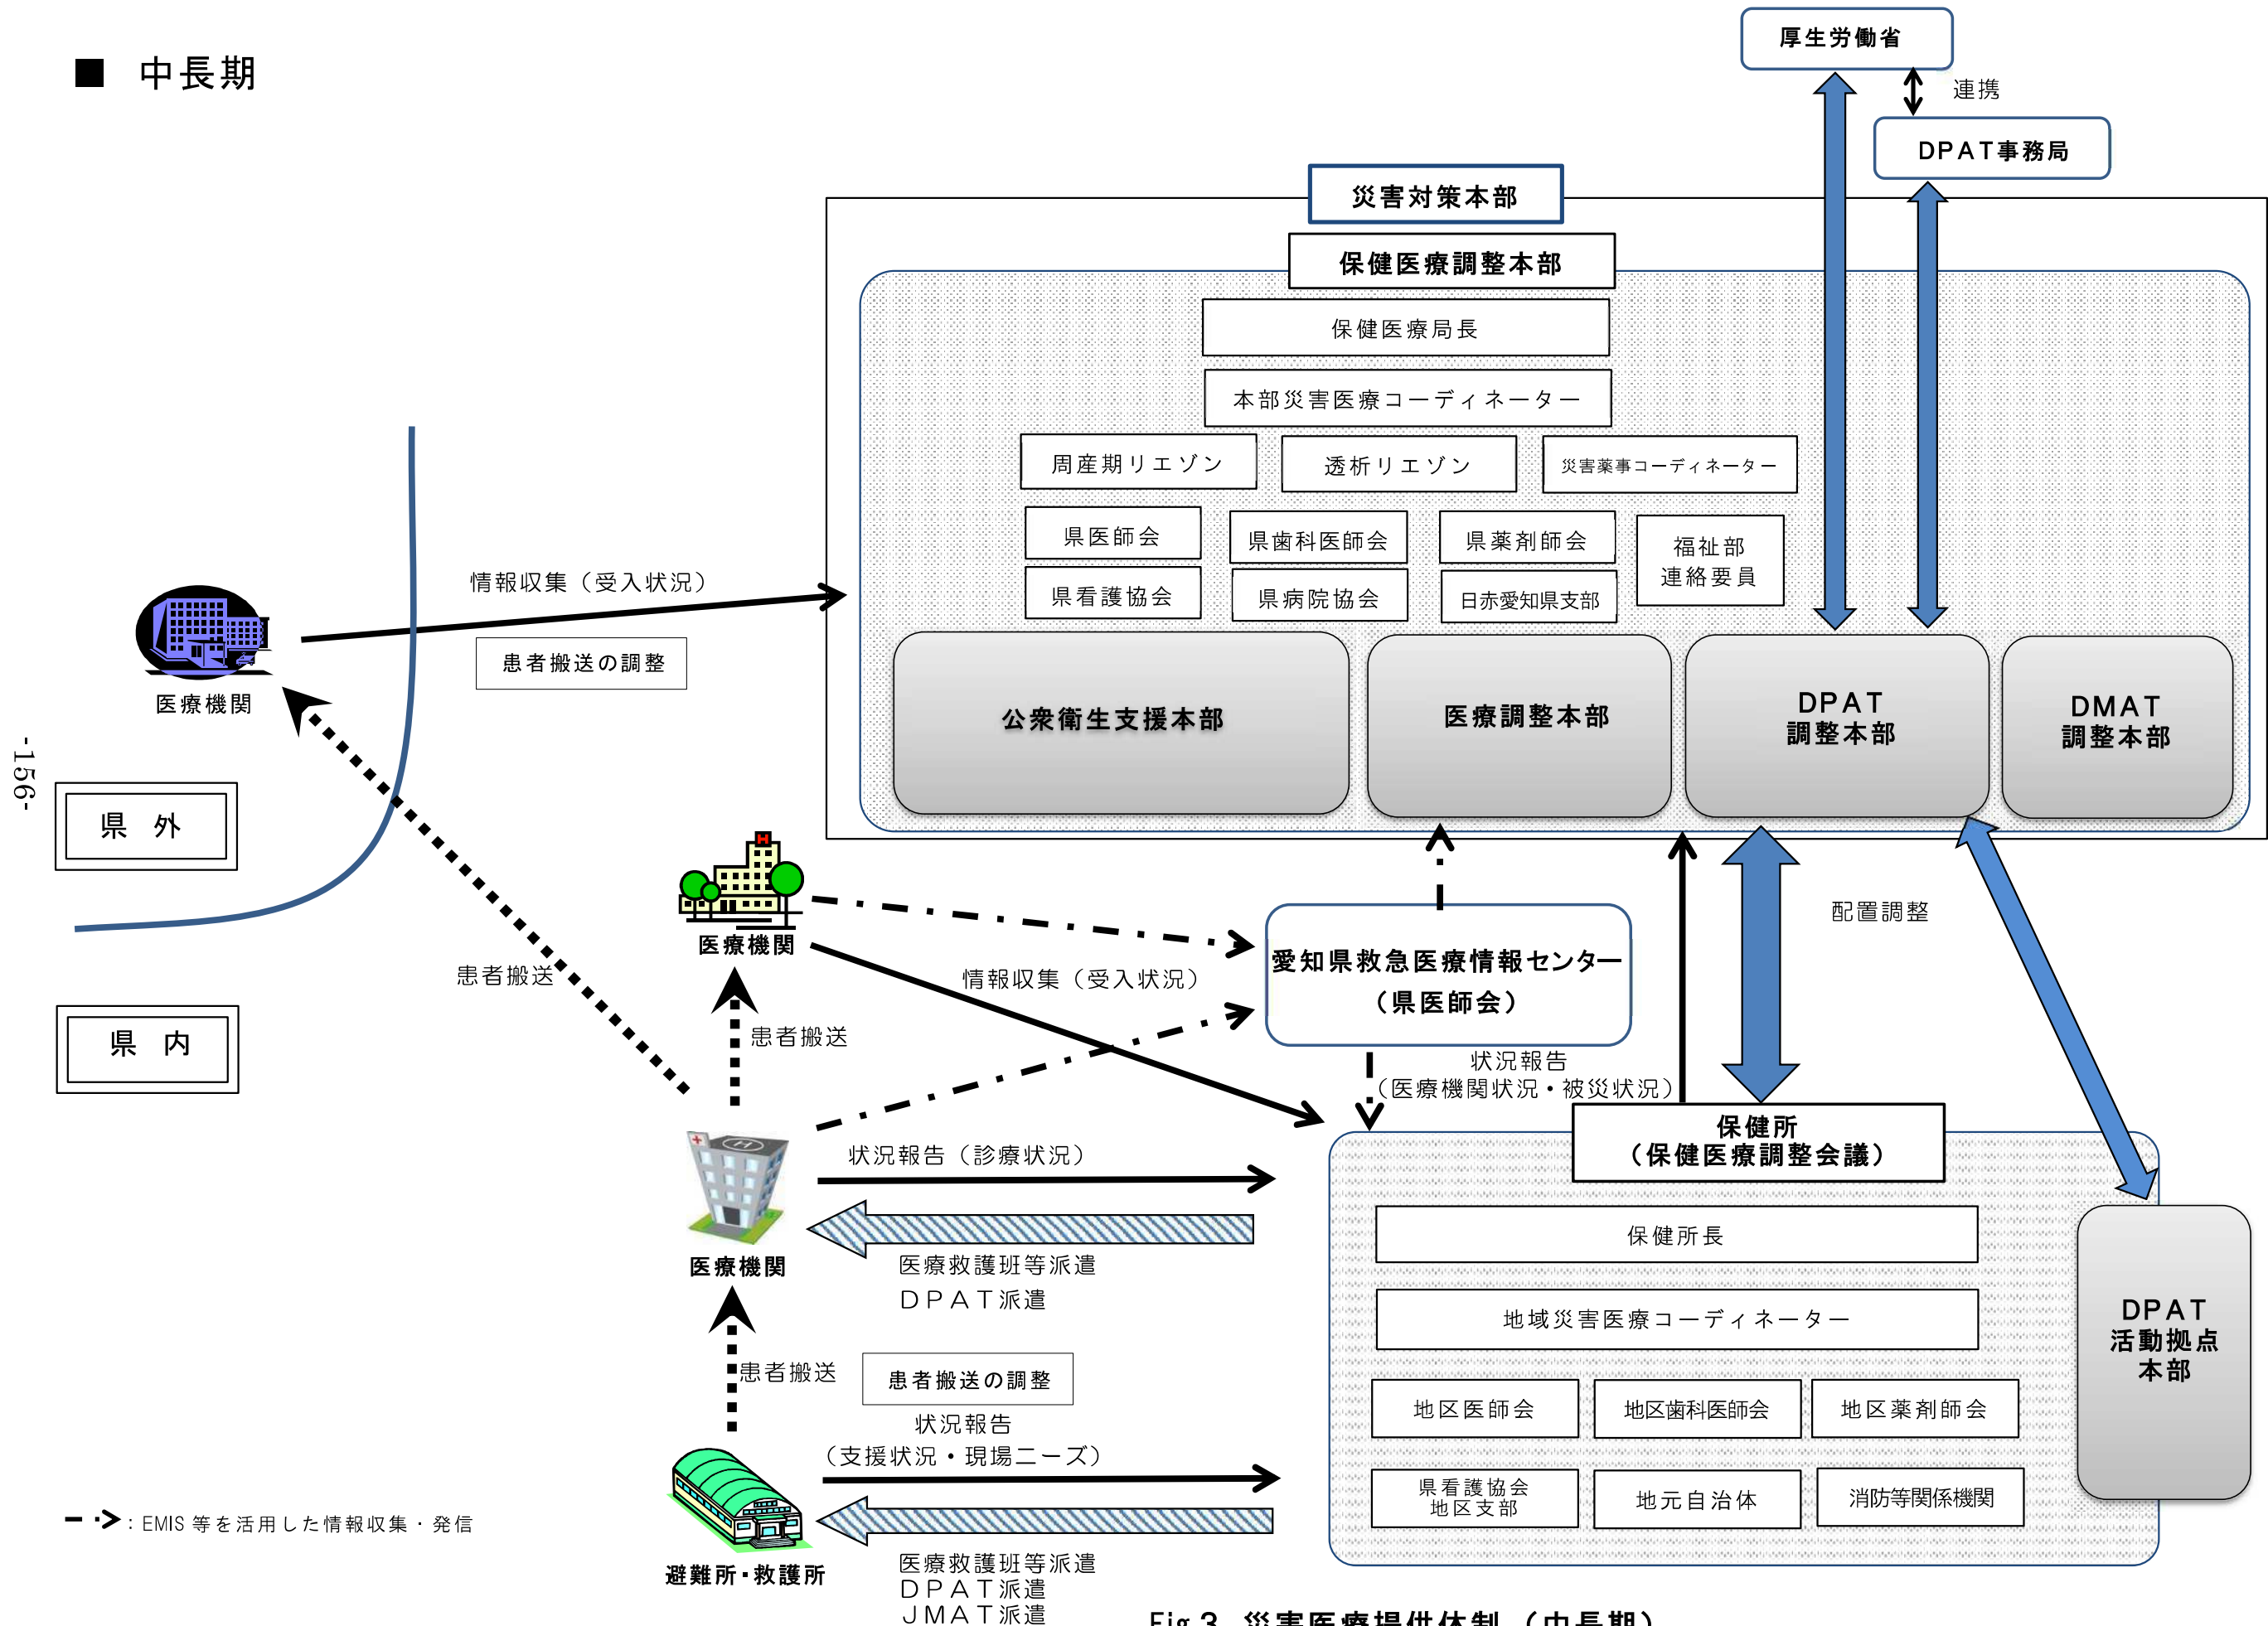 ■ 中長期
厚生労働省
連携
DPAT事務局
災害対策本部
保健医療調整本部
保健医療局長
本部災害医療コーディネーター
周産期リエゾン
透析リエゾン
災害薬事コーディネーター
県医師会
県歯科医師会
県薬剤師会
福祉部
連絡要員
県看護協会
県病院協会
日赤愛知県支部
公衆衛生支援本部
医療調整本部
DPAT
調整本部
DMAT
調整本部
情報収集（受入状況）
患者搬送の調整
医療機関
-156-
県 外
県 内
患者搬送
医療機関
患者搬送
情報収集（受入状況）
愛知県救急医療情報センター
（県医師会）
配置調整
状況報告
（医療機関状況・被災状況）
保健所
（保健医療調整会議）
保健所長
地域災害医療コーディネーター
地区医師会
地区歯科医師会
地区薬剤師会
県看護協会
地区支部
地元自治体
消防等関係機関
DPAT
活動拠点
本部
状況報告（診療状況）
医療機関
医療救護班等派遣
ＤＰＡＴ派遣
患者搬送
患者搬送の調整
状況報告
（支援状況・現場ニーズ）
避難所・救護所
医療救護班等派遣
ＤＰＡＴ派遣
ＪＭＡＴ派遣
：EMIS 等を活用した情報収集・発信
Fig 3 災害医療提供体制（中長期）